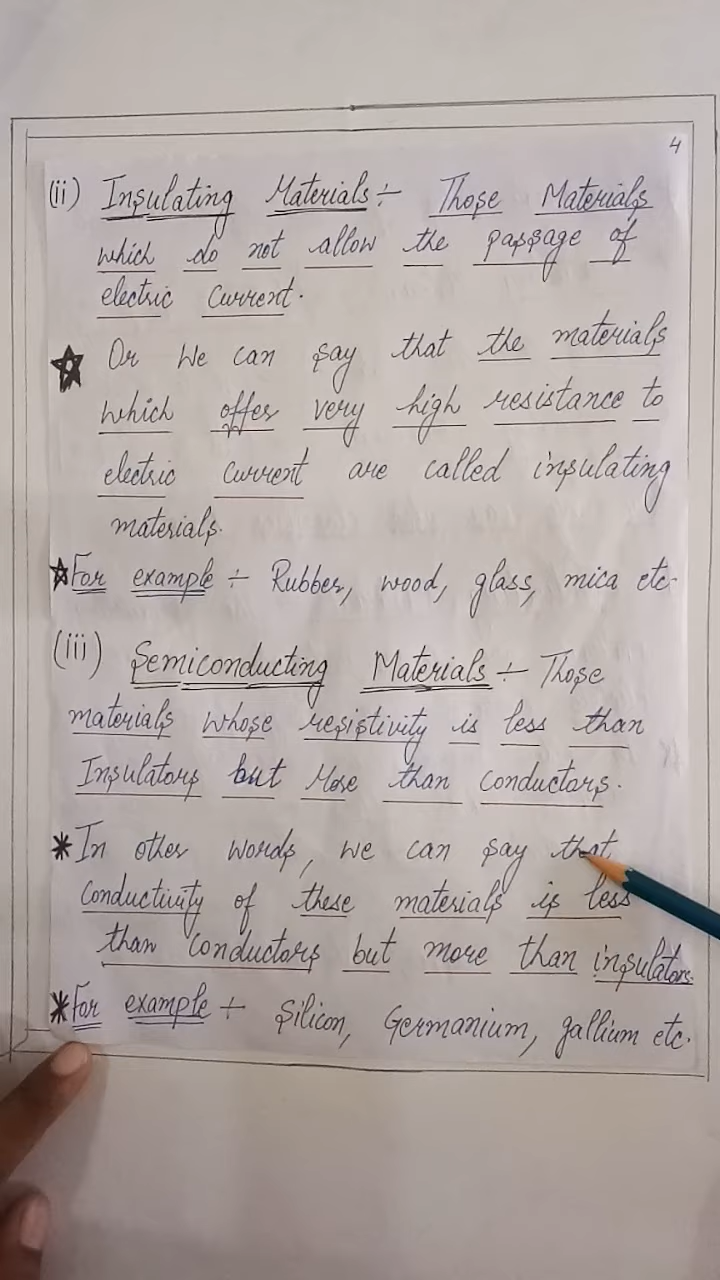 4
(ii) Insulating Materials :- Those Materials
which do not allow the passage of
electric current.
Or We can say that the materials
which offer very high resistance to
electric current are called insulating
materials.
For example :- Rubber, wood, glass, mica etc.
(iii) Semiconducting Materials :- Those
materials whose resistivity is less than
Insulators but More than conductors.
In other words, we can say that
conductivity of these materials is less
than conductors but more than insulators.
For example :- Silicon, Germanium, gallium etc.